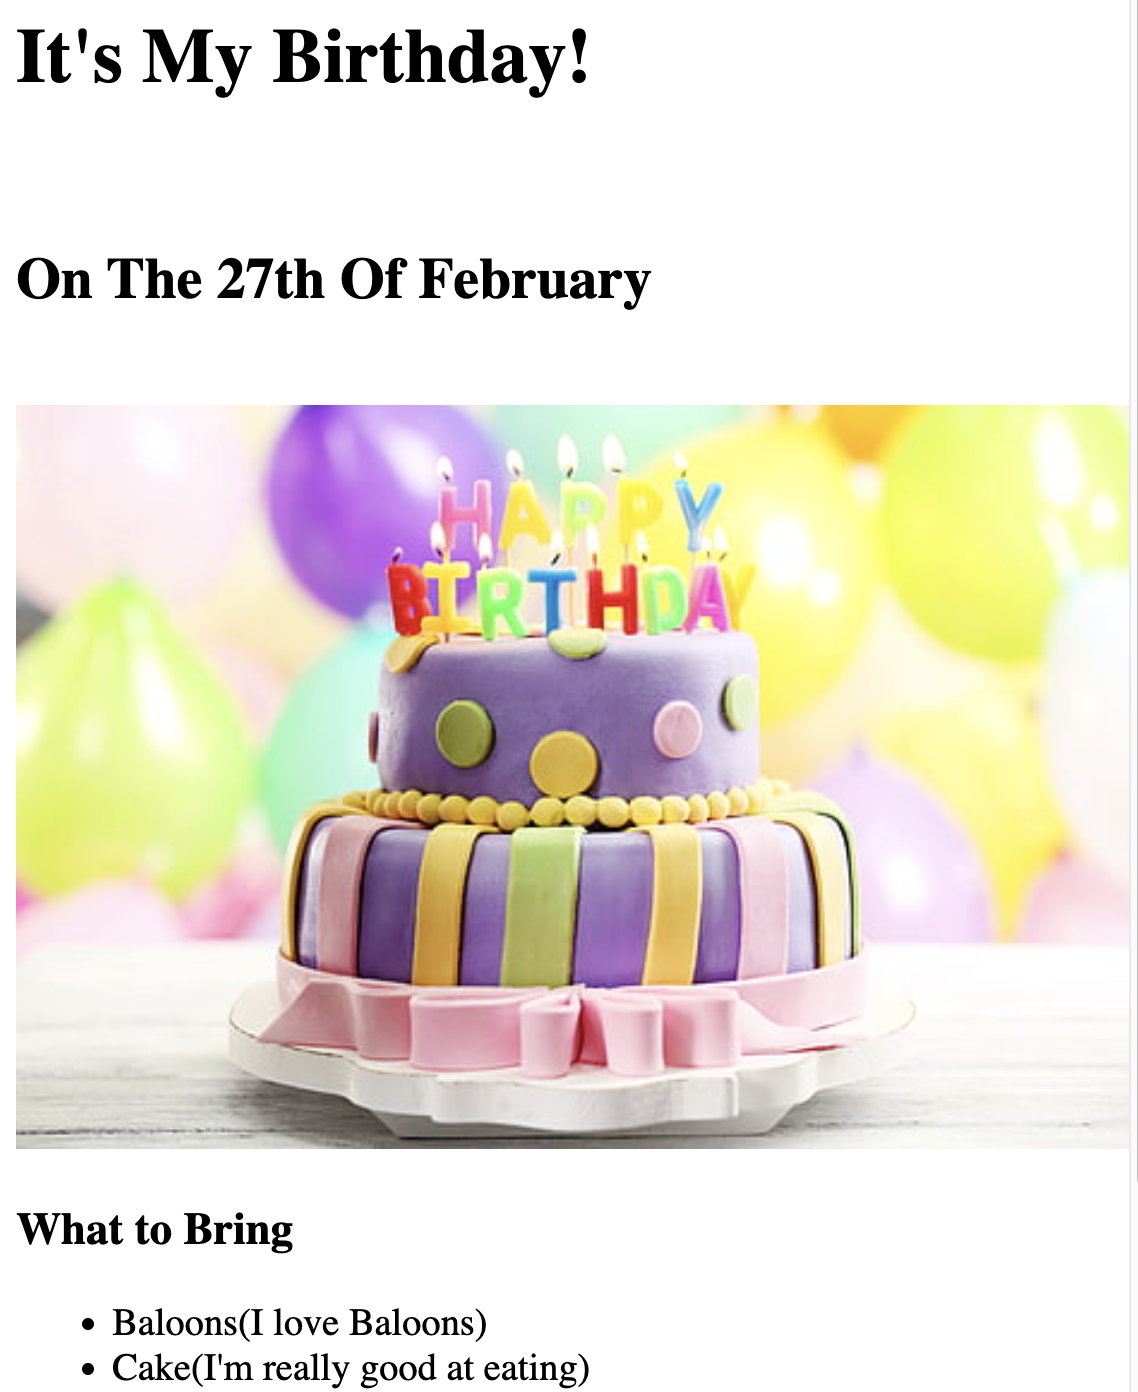 It's My Birthday!
On The 27th Of February
HAPPY
BIRTHDAY
What to Bring
Baloons(I love Baloons)
Cake(I'm really good at eating)